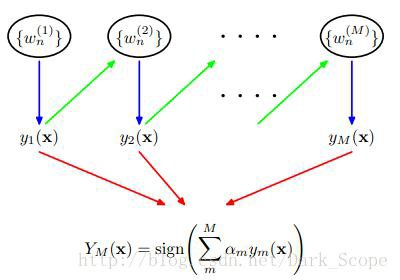 {w_n^{(1)}} {w_n^{(2)}} . . . . {w_n^{(M)}}
. . . .
y_1(x) y_2(x) y_M(x)
Y_M(x) = sign(∑_m^M α_m y_m(x))
http://blog.csdn.net/Dark_Scope